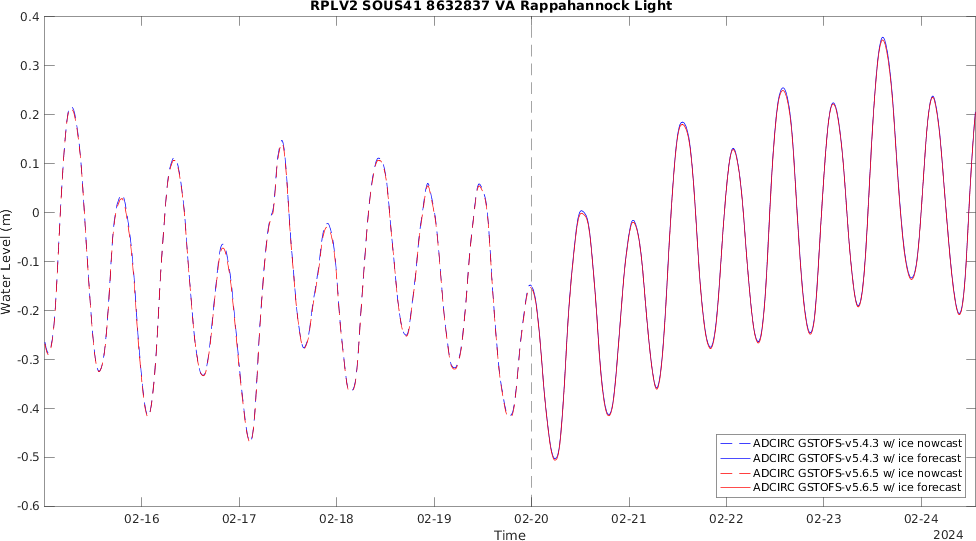 RPLV2 SOUS41 8632837 VA Rappahannock Light
0.4
0.3
0.2
0.1
0
-0.1
-0.2
-0.3
-0.4
-0.5
-0.6
Water Level (m)
ADCIRC GSTOFS-v5.4.3 w/ ice nowcast
ADCIRC GSTOFS-v5.4.3 w/ ice forecast
ADCIRC GSTOFS-v5.6.5 w/ ice nowcast
ADCIRC GSTOFS-v5.6.5 w/ ice forecast
02-16 02-17 02-18 02-19 02-20 02-21 02-22 02-23 02-24
Time
2024